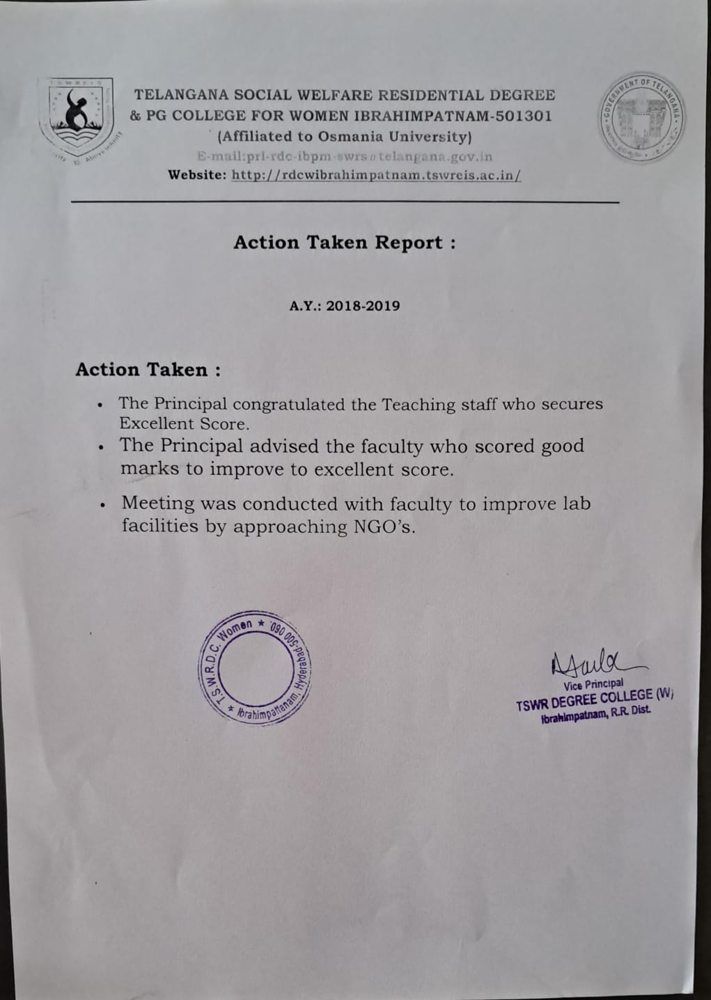 TSWREIS
TELANGANA SOCIAL WELFARE RESIDENTIAL DEGREE
& PG COLLEGE FOR WOMEN IBRAHIMPATNAM-501301
(Affiliated to Osmania University)
E-mail:prl-rdc-ibpm-swrs@telangana.gov.in
Website: http://rdcwibrahimpatnam.tswreis.ac.in/
GOVERNMENT OF TELANGANA
Action Taken Report :
A.Y.: 2018-2019
Action Taken :
• The Principal congratulated the Teaching staff who secures
Excellent Score.
• The Principal advised the faculty who scored good
marks to improve to excellent score.
• Meeting was conducted with faculty to improve lab
facilities by approaching NGO's.
T.S.W.R.D.C. Women ★
★ Ibrahimpattanam, Hyderabad-500 060.
Vice Principal
TSWR DEGREE COLLEGE (W)
Ibrahimpatnam, R.R. Dist.